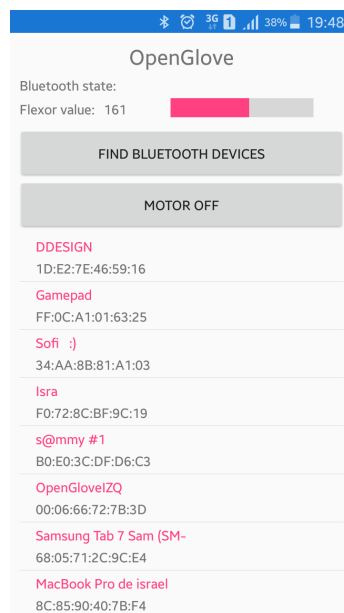 3G 1 38% 19:48
OpenGlove
Bluetooth state:
Flexor value: 161
FIND BLUETOOTH DEVICES
MOTOR OFF
DDESIGN
1D:E2:7E:46:59:16
Gamepad
FF:0C:A1:01:63:25
Sofi :)
34:AA:8B:81:A1:03
Isra
F0:72:8C:BF:9C:19
s@mmy #1
B0:E0:3C:DF:D6:C3
OpenGloveIZQ
00:06:66:72:7B:3D
Samsung Tab 7 Sam (SM-
68:05:71:2C:9C:E4
MacBook Pro de israel
8C:85:90:40:7B:F4